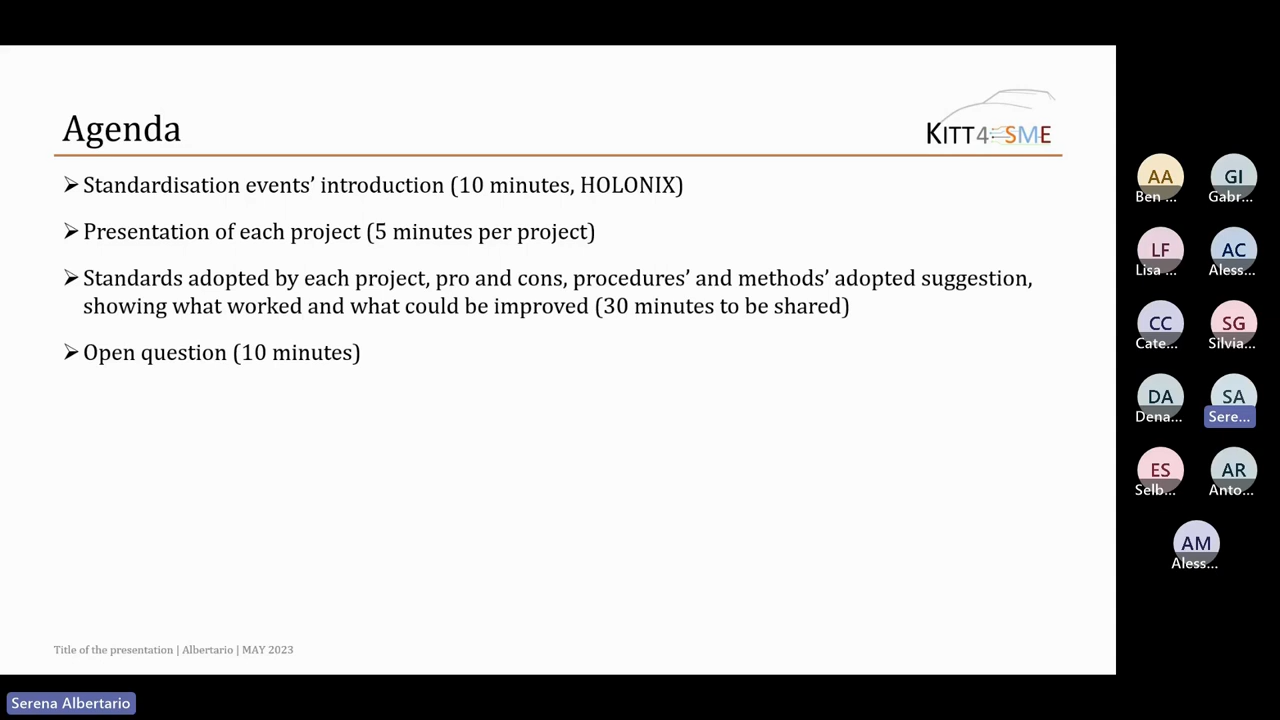 Agenda
KITT4SME
➢Standardisation events’ introduction (10 minutes, HOLONIX)
➢Presentation of each project (5 minutes per project)
➢Standards adopted by each project, pro and cons, procedures’ and methods’ adopted suggestion,
showing what worked and what could be improved (30 minutes to be shared)
➢Open question (10 minutes)
Title of the presentation | Albertario | MAY 2023
Serena Albertario
AA
Ben ...
GI
Gabr...
LF
Lisa ...
AC
Aless...
CC
Cate...
SG
Silvia...
DA
Dena...
SA
Sere...
ES
Selb...
AR
Anto...
AM
Aless...